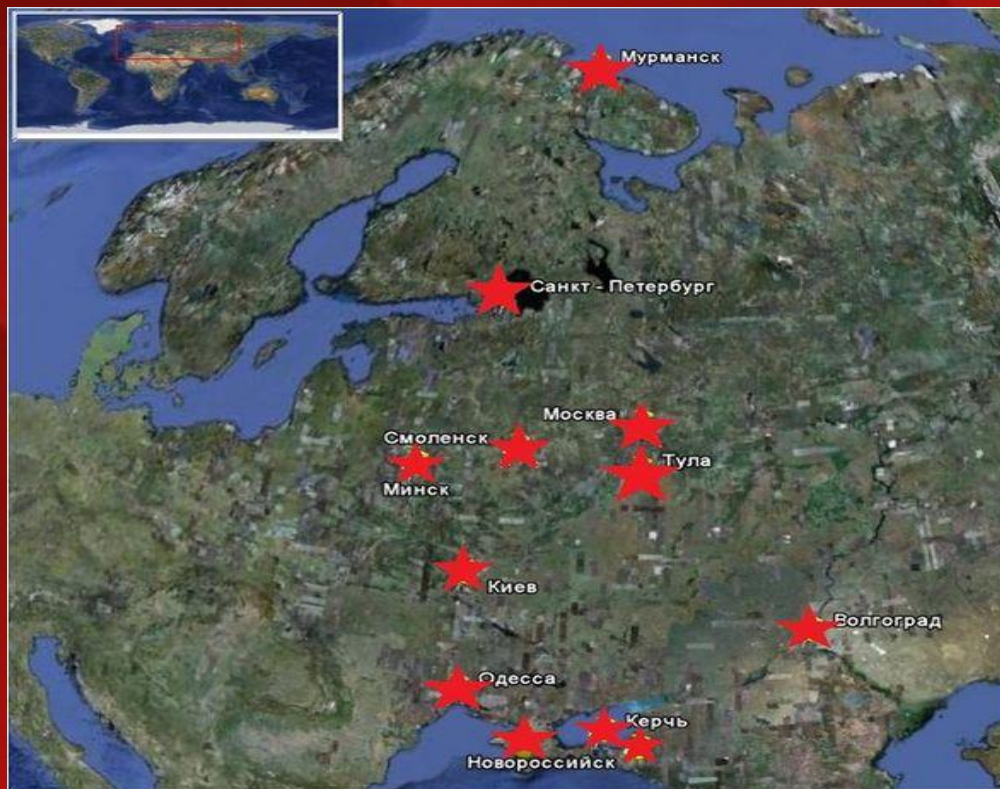 Мурманск
Санкт - Петербург
Москва
Смоленск
Тула
Минск
Киев
Волгоград
Одесса
Керчь
Новороссийск